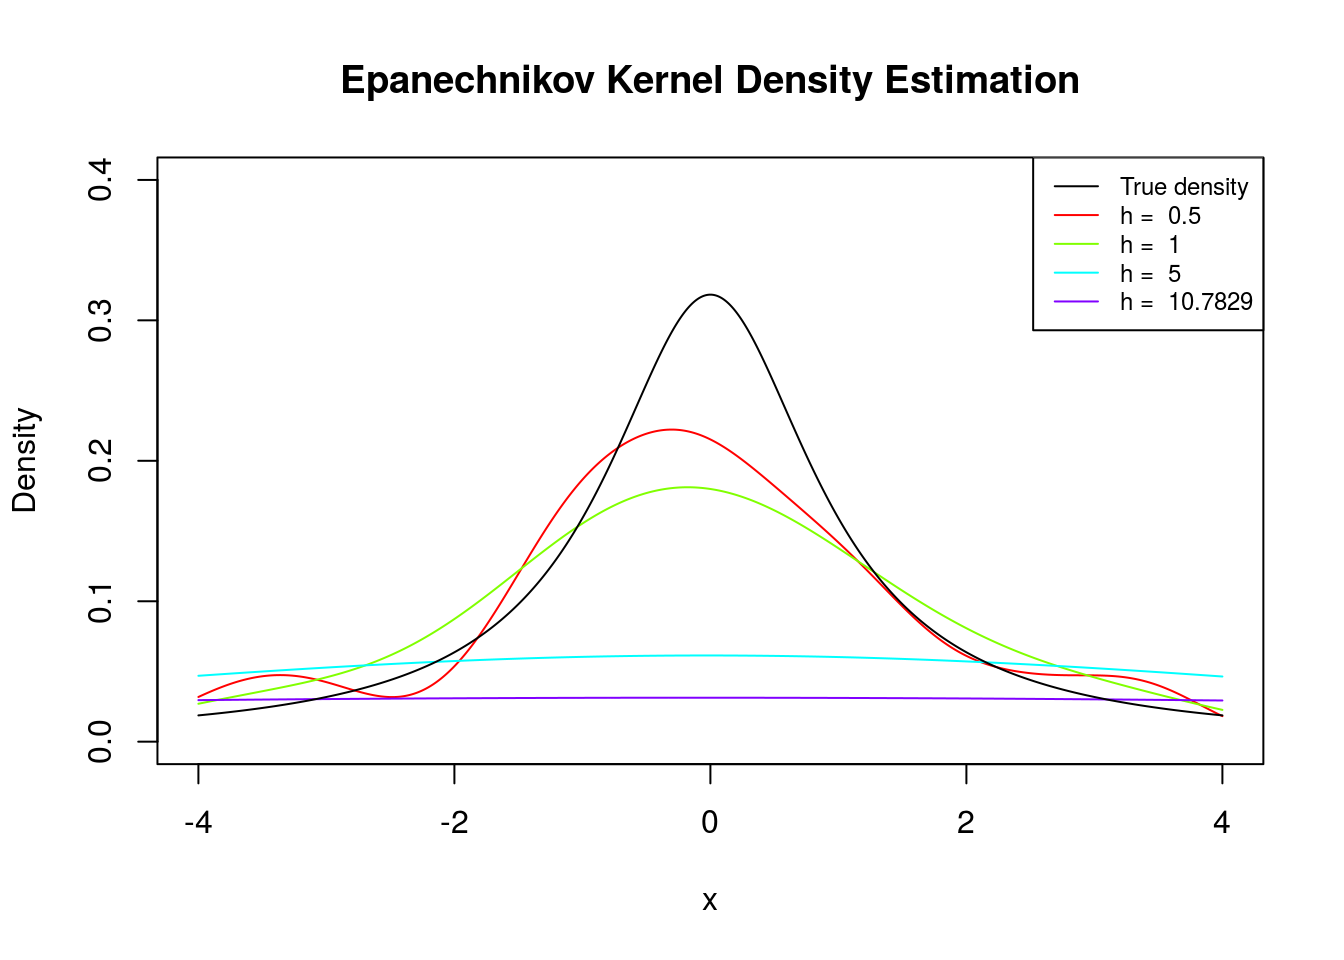 Epanechnikov Kernel Density Estimation
Density
0.4
0.3
0.2
0.1
0.0
True density
h = 0.5
h = 1
h = 5
h = 10.7829
-4 -2 0 2 4
x